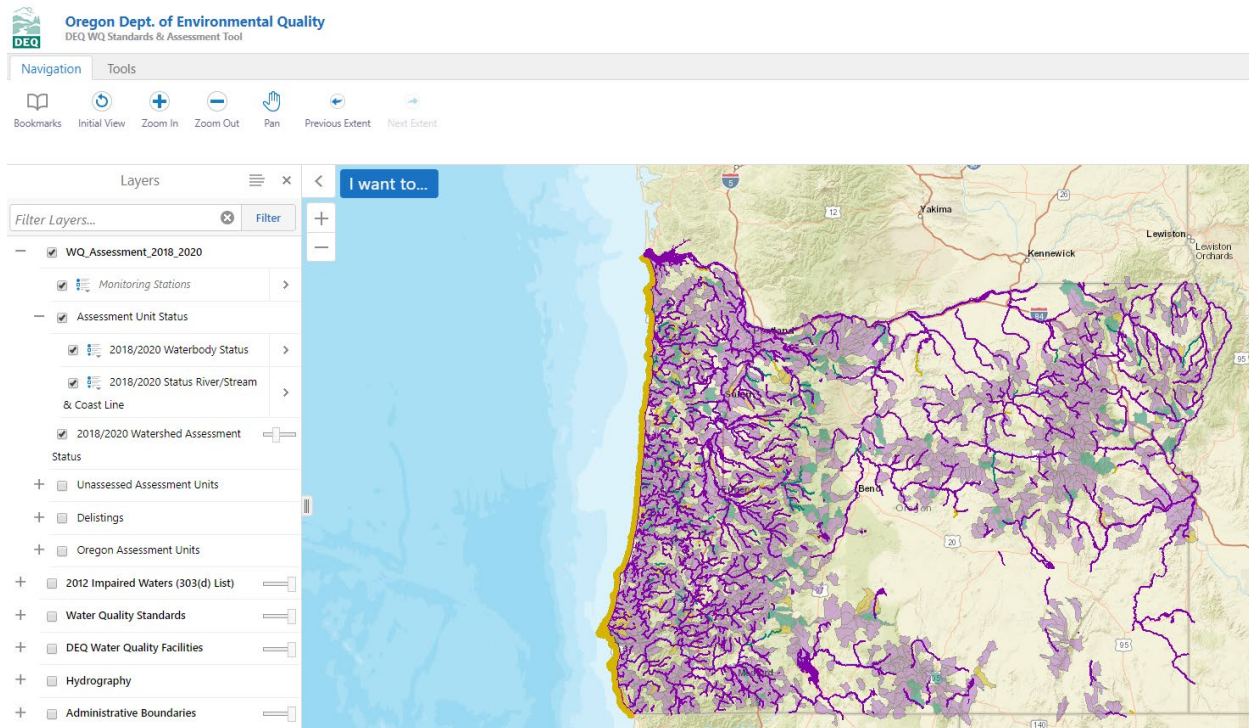 Oregon Dept. of Environmental Quality
DEQ WQ Standards & Assessment Tool
DEQ
Navigation
Tools
Bookmarks
Initial View
Zoom In
Zoom Out
Pan
Previous Extent
Next Extent
Layers
I want to...
Filter Layers...
Filter
WQ_Assessment_2018_2020
Monitoring Stations
Assessment Unit Status
2018/2020 Waterbody Status
2018/2020 Status River/Stream
& Coast Line
2018/2020 Watershed Assessment
Status
Unassessed Assessment Units
Delistings
Oregon Assessment Units
2012 Impaired Waters (303(d) List)
Water Quality Standards
DEQ Water Quality Facilities
Hydrography
Administrative Boundaries
5
26
12
Yakima
Lewiston
Lewiston
Orchards
Kennewick
84
95
Portland
Salem
Bend
Oregon
20
95
Medford
140